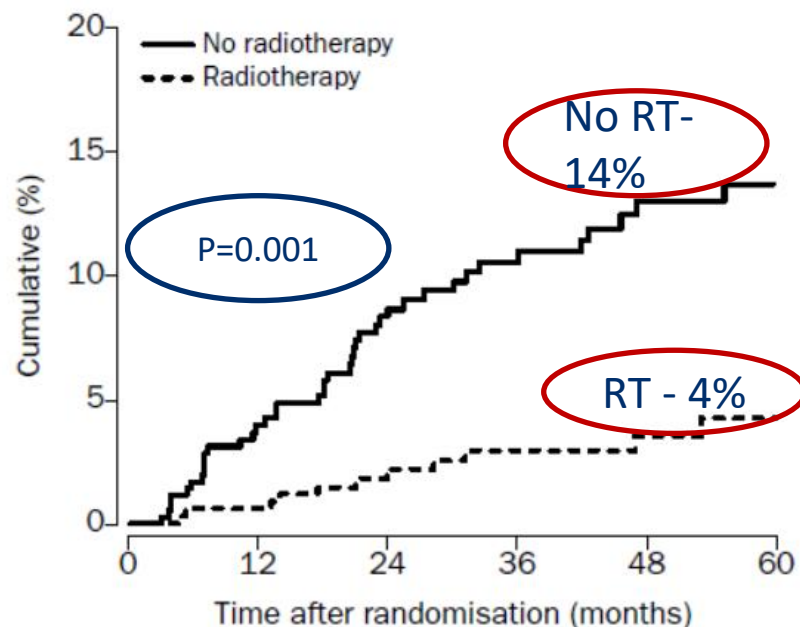 20
No radiotherapy
Radiotherapy
No RT-
14%
15
P=0.001
10
Cumulative (%)
RT - 4%
5
0
0 12 24 36 48 60
Time after randomisation (months)